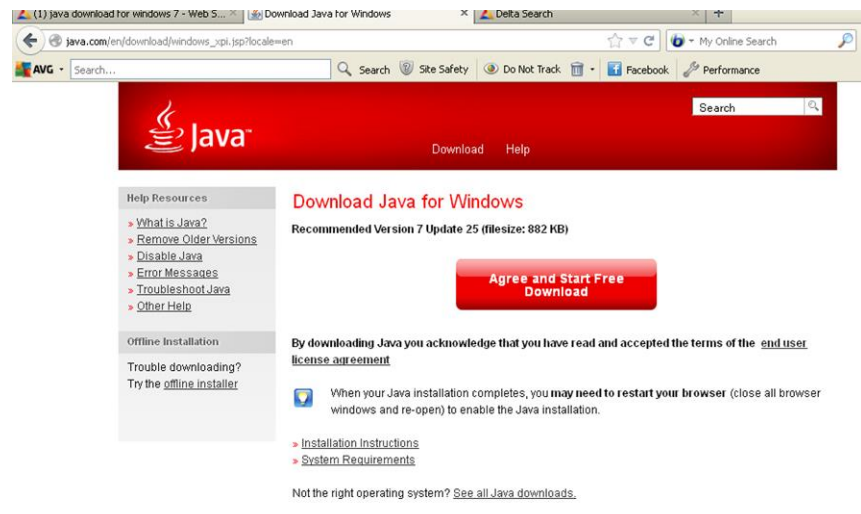 (1) java download for windows 7 - Web S...
Download Java for Windows
Delta Search
java.com/en/download/windows_xpi.jsp?locale=en
My Online Search
AVG
Search...
Search
Site Safety
Do Not Track
Facebook
Performance
Java
Search
Download
Help
Help Resources
» What is Java?
» Remove Older Versions
» Disable Java
» Error Messages
» Troubleshoot Java
» Other Help
Offline Installation
Trouble downloading?
Try the offline installer
Download Java for Windows
Recommended Version 7 Update 25 (filesize: 882 KB)
Agree and Start Free
Download
By downloading Java you acknowledge that you have read and accepted the terms of the end user
license agreement
When your Java installation completes, you may need to restart your browser (close all browser
windows and re-open) to enable the Java installation.
» Installation Instructions
» System Requirements
Not the right operating system? See all Java downloads.